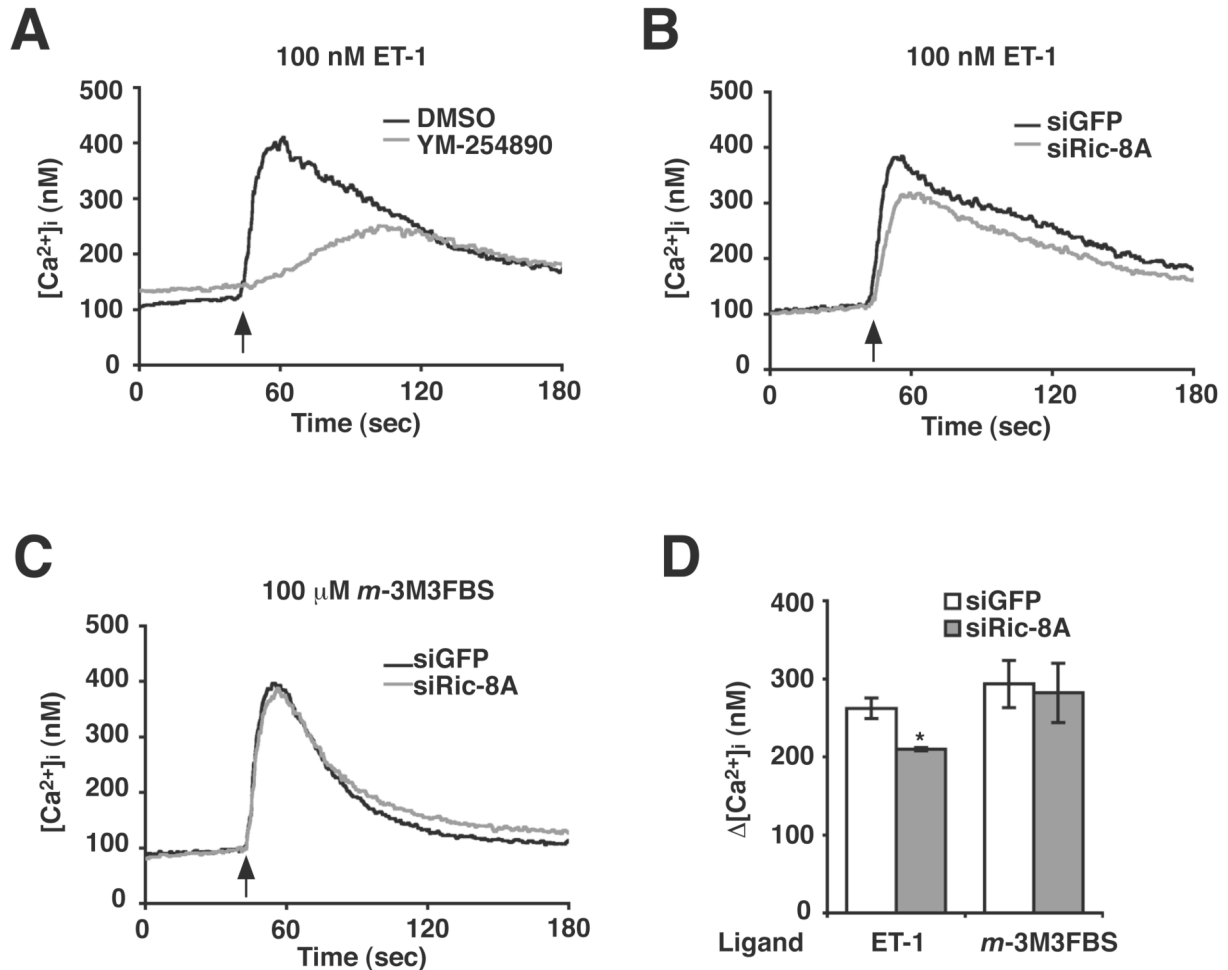 A
100 nM ET-1
500
400
300
200
100
0
[Ca²⁺]i (nM)
DMSO
YM-254890
0 60 120 180
Time (sec)
B
100 nM ET-1
500
400
300
200
100
0
[Ca²⁺]i (nM)
siGFP
siRic-8A
0 60 120 180
Time (sec)
C
100 μM m-3M3FBS
500
400
300
200
100
0
[Ca²⁺]i (nM)
siGFP
siRic-8A
0 60 120 180
Time (sec)
D
400
300
200
100
0
Δ[Ca²⁺]i (nM)
siGFP
siRic-8A
*
Ligand ET-1 m-3M3FBS